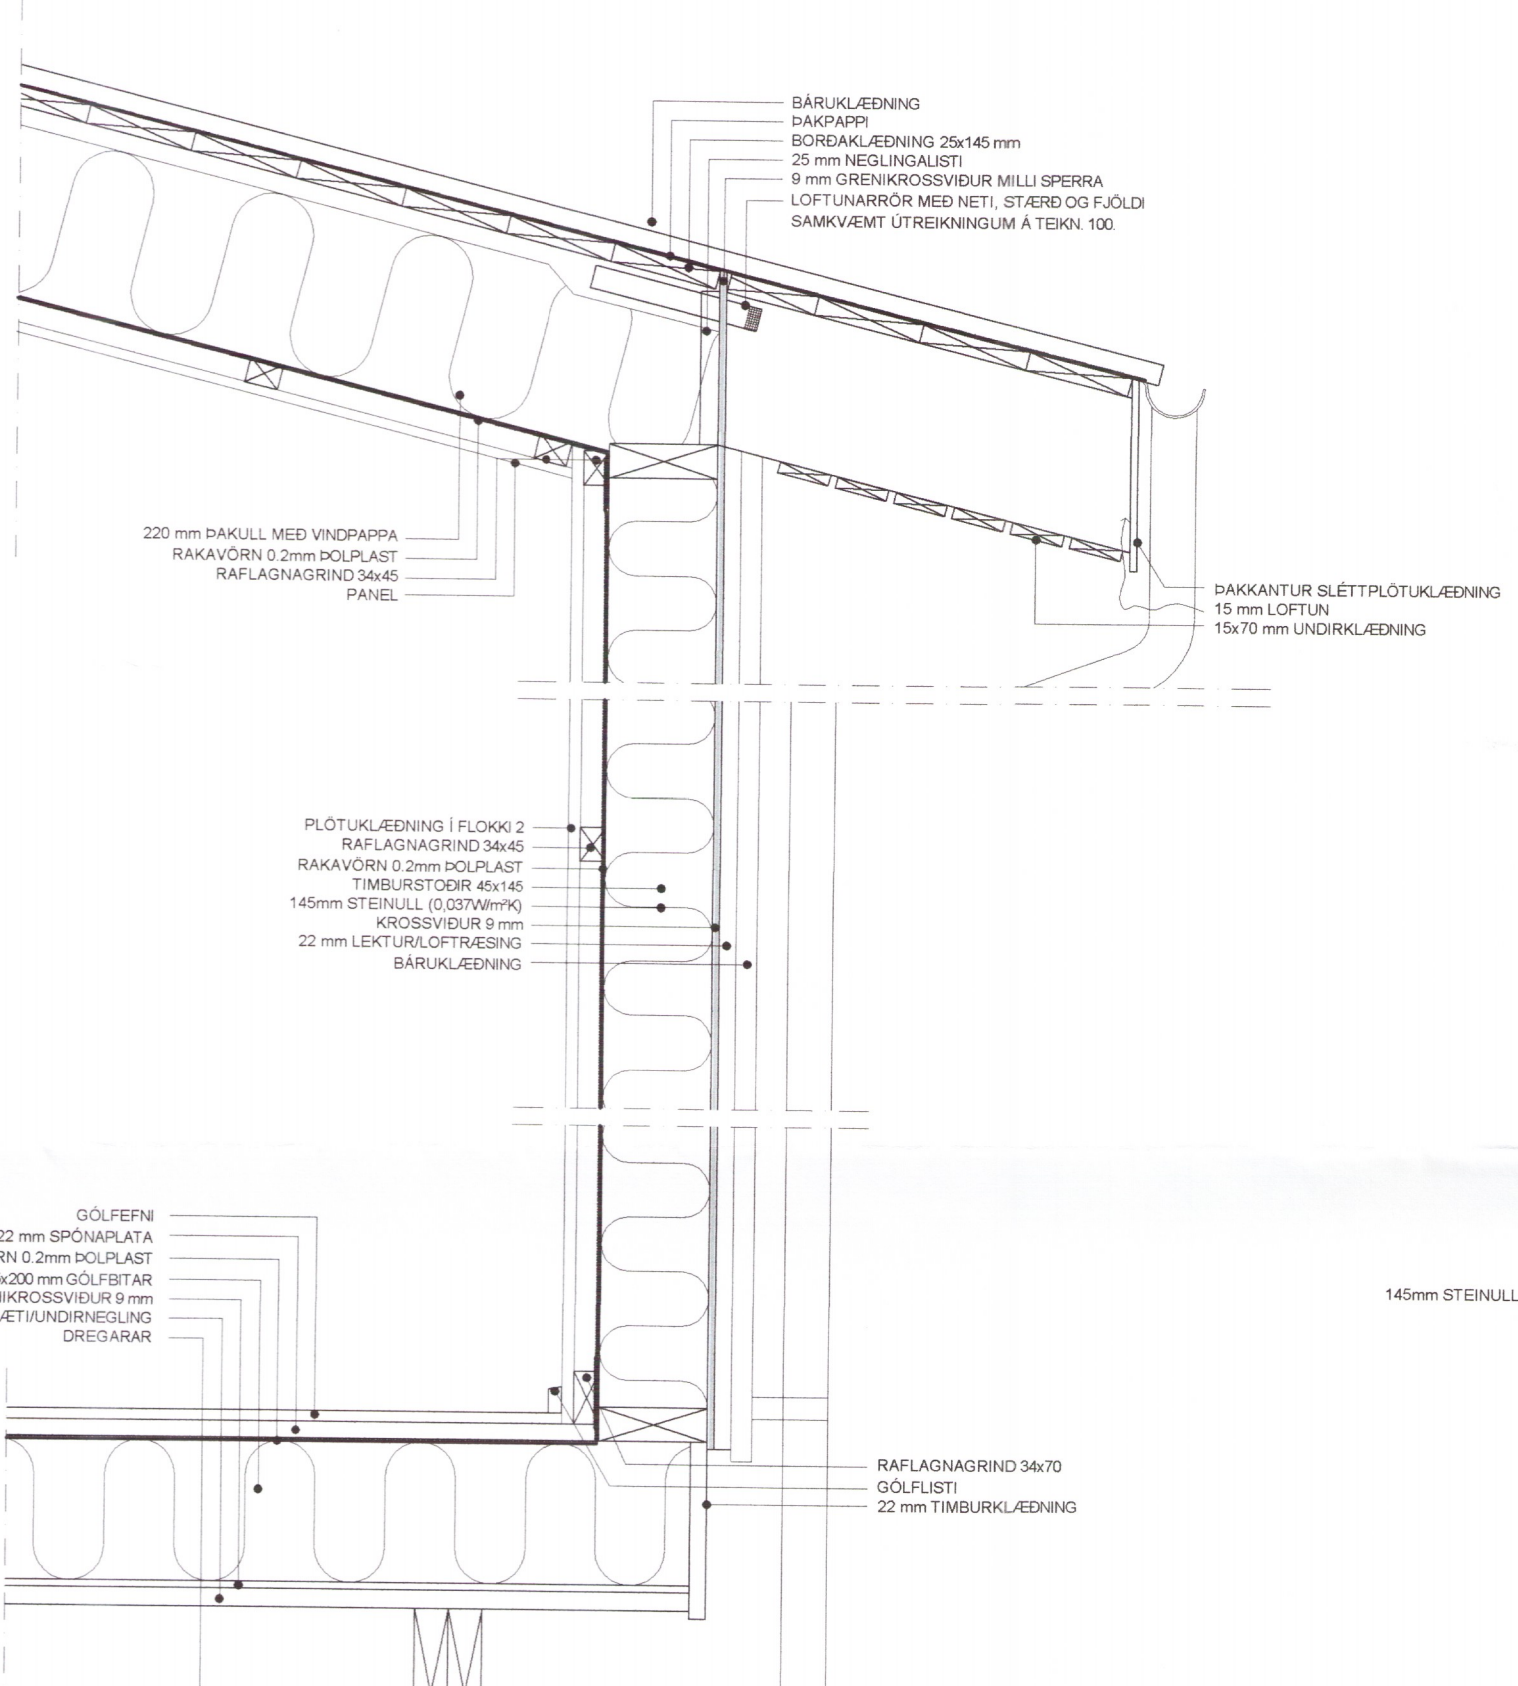 BÁRUKLÆÐNING
ÞAKPAPPI
BORÐAKLÆÐNING 25x145 mm
25 mm NEGLINGALISTI
9 mm GRENIKROSSVIÐUR MILLI SPERRA
LOFTUNARRÖR MEÐ NETI, STÆRÐ OG FJÖLDI
SAMKVÆMT ÚTREIKNINGUM Á TEIKN. 100.
220 mm ÞAKULL MEÐ VINDPAPPA
RAKAVÖRN 0.2mm ÞOLPLAST
RAFLAGNAGRIND 34x45
PANEL
ÞAKKANTUR SLÉTTPLÖTUKLÆÐNING
15 mm LOFTUN
15x70 mm UNDIRKLÆÐNING
PLÖTUKLÆÐNING Í FLOKKI 2
RAFLAGNAGRIND 34x45
RAKAVÖRN 0.2mm ÞOLPLAST
TIMBURSTOÐIR 45x145
145mm STEINULL (0,037W/m²K)
KROSSVIÐUR 9 mm
22 mm LEKTUR/LOFTRÆSING
BÁRUKLÆÐNING
GÓLFEFNI
22 mm SPÓNAPLATA
RN 0.2mm ÞOLPLAST
x200 mm GÓLFBITAR
IKROSSVIÐUR 9 mm
ÆTI/UNDIRNEGLING
DREGARAR
145mm STEINULL
RAFLAGNAGRIND 34x70
GÓLFLISTI
22 mm TIMBURKLÆÐNING